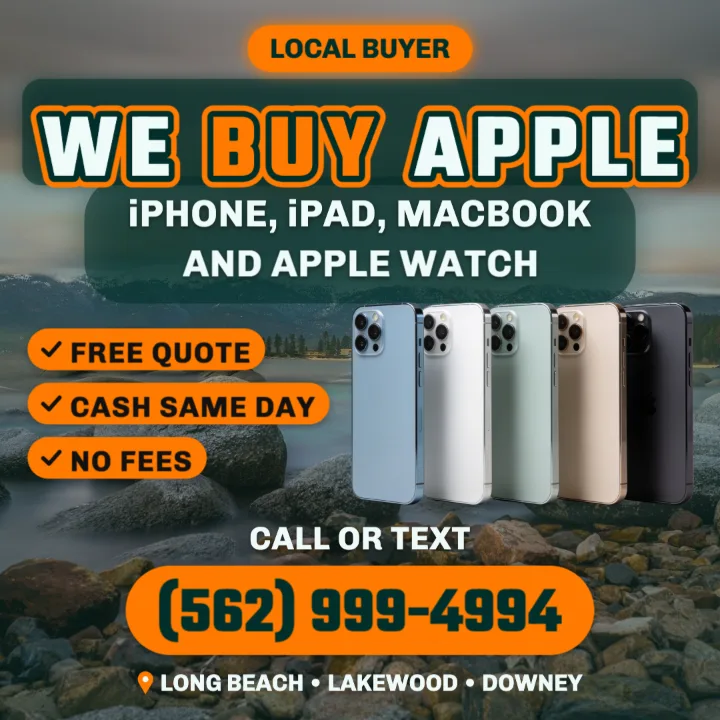 LOCAL BUYER
WE BUY APPLE
iPHONE, iPAD, MACBOOK
AND APPLE WATCH
✓ FREE QUOTE
✓ CASH SAME DAY
✓ NO FEES
CALL OR TEXT
(562) 999-4994
LONG BEACH • LAKEWOOD • DOWNEY